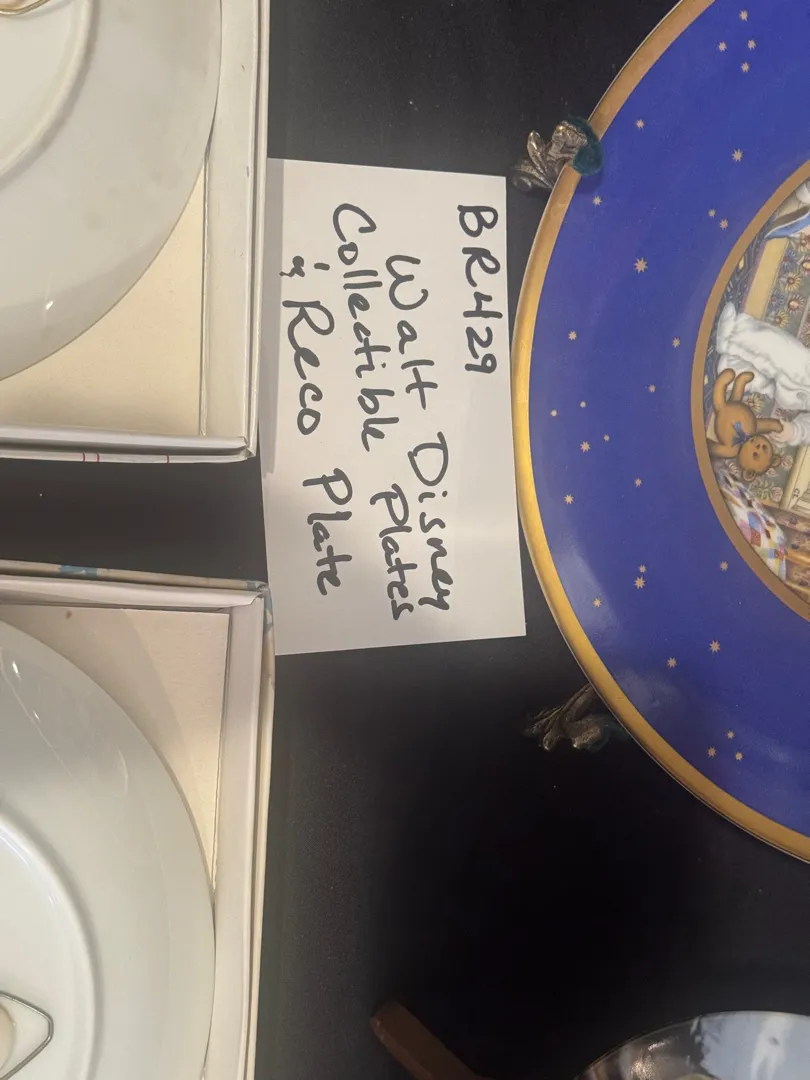 BR429
Walt Disney
Collectible Plates
& Reco Plate